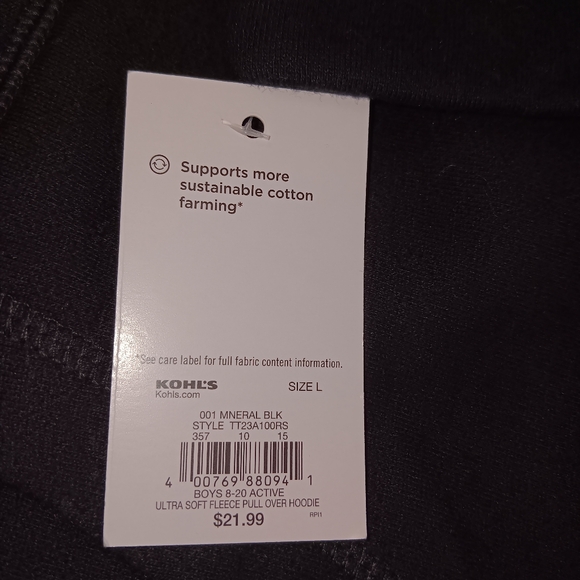 Supports more
sustainable cotton
farming*
*See care label for full fabric content information.
KOHL'S
SIZE L
Kohls.com
001 MNERAL BLK
STYLE TT23A100RS
357 10 15
4 00769 88094 1
BOYS 8-20 ACTIVE
ULTRA SOFT FLEECE PULL OVER HOODIE
$21.99
RPI1